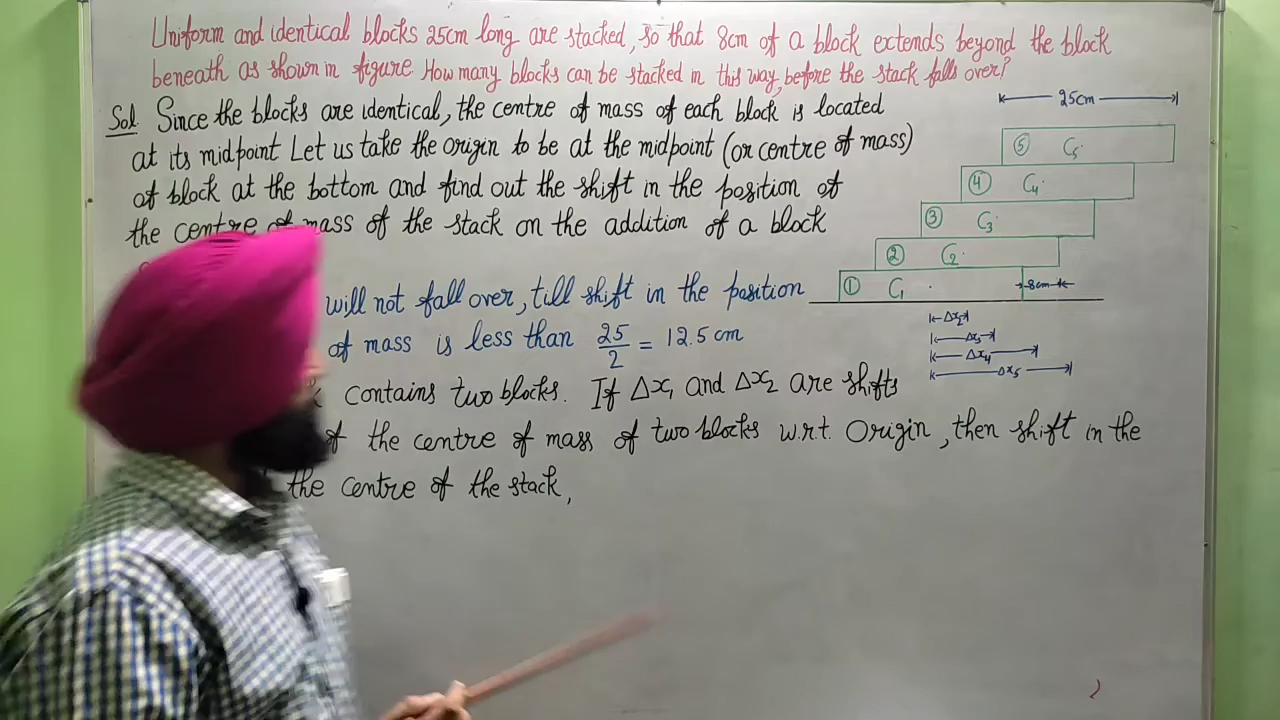 Uniform and identical blocks 25cm long are stacked, so that 8cm of a block extends beyond the block
beneath as shown in figure. How many blocks can be stacked in this way, before the stack falls over?
Sol Since the blocks are identical, the centre of mass of each block is located
at its midpoint Let us take the origin to be at the midpoint (or centre of mass)
of block at the bottom and find out the shift in the position of
the centre of mass of the stack on the addition of a block
will not fall over, till shift in the position
of mass is less than 25/2 = 12.5 cm
contains two blocks. If Δx₁ and Δx₂ are shifts
of the centre of mass of two blocks w.r.t. Origin, then shift in the
the centre of the stack,
25cm
⑤ C₅
④ C₄
③ C₃
② C₂
① C₁ 8cm
Δx₂
Δx₃
Δx₄
Δx₅